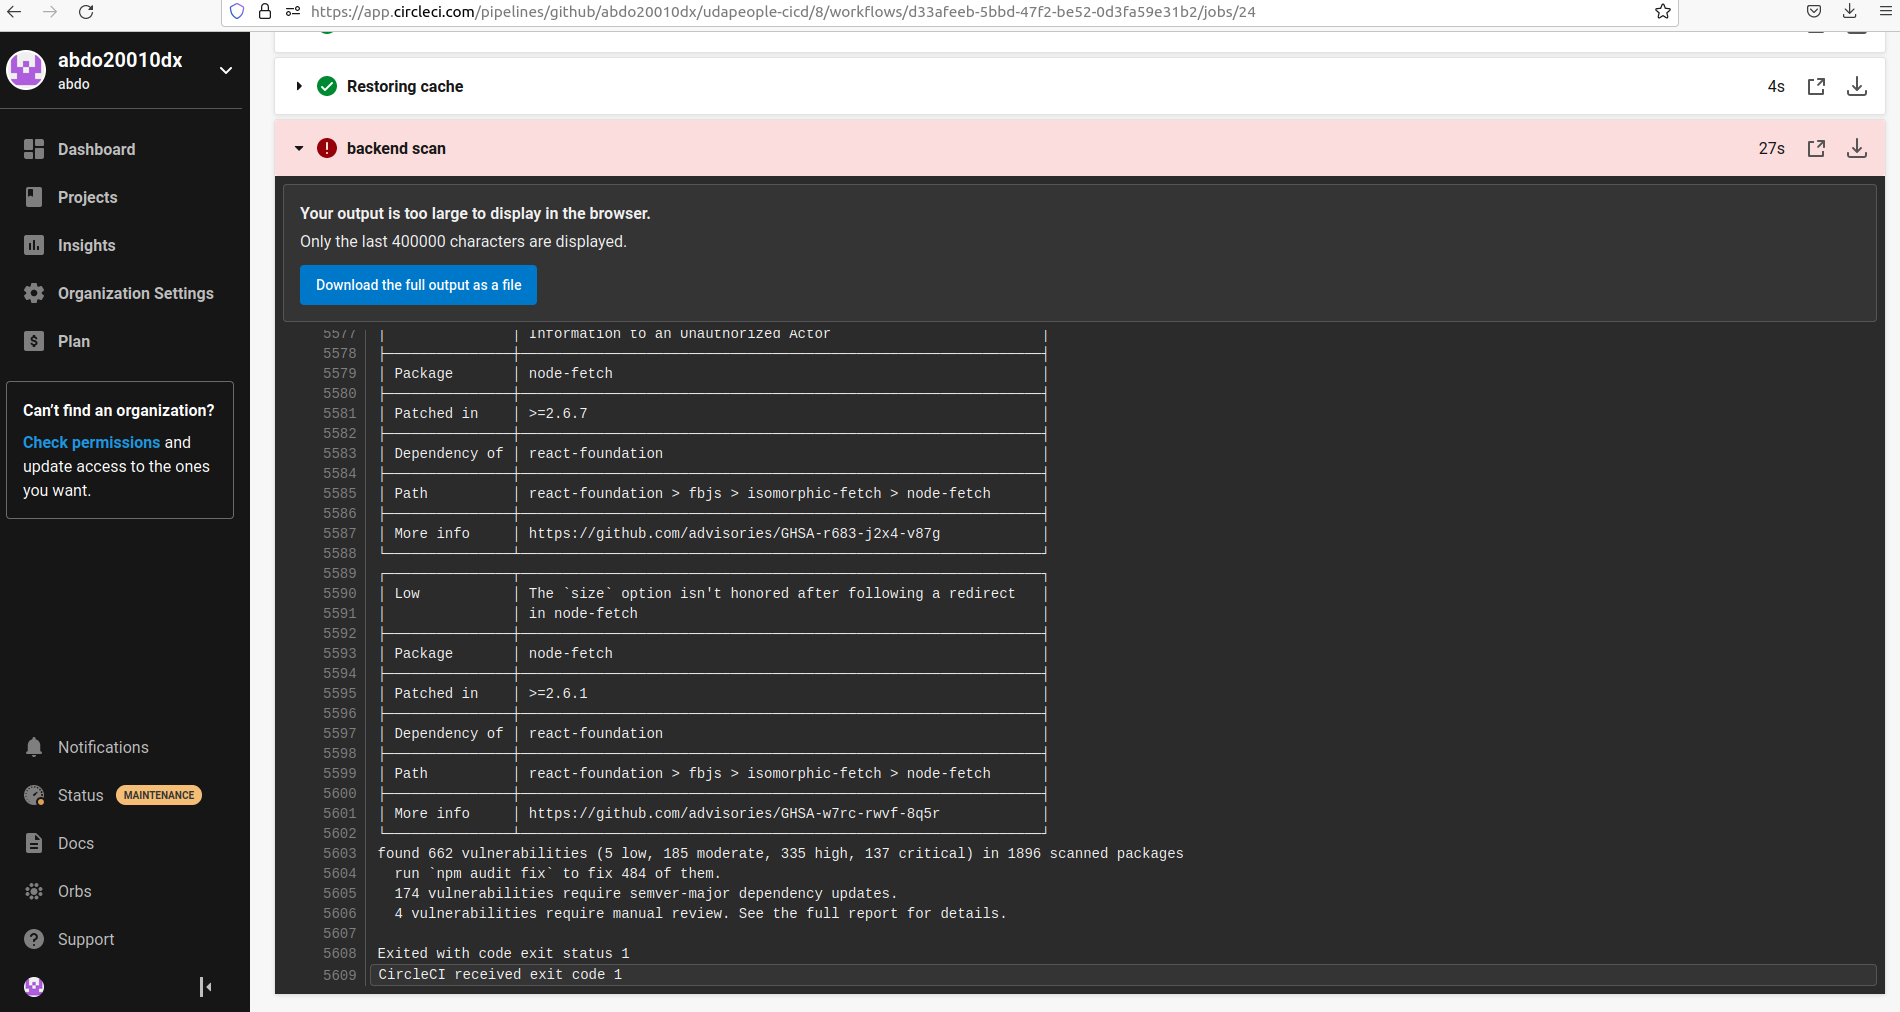 https://app.circleci.com/pipelines/github/abdo20010dx/udapeople-cicd/8/workflows/d33afeeb-5bbd-47f2-be52-0d3fa59e31b2/jobs/24
abdo20010dx
abdo
Dashboard
Projects
Insights
Organization Settings
Plan
Can't find an organization?
Check permissions and
update access to the ones
you want.
Notifications
Status MAINTENANCE
Docs
Orbs
Support
Restoring cache 4s
backend scan 27s
Your output is too large to display in the browser.
Only the last 400000 characters are displayed.
Download the full output as a file
5577 Information to an Unauthorized Actor
5578
5579 Package node-fetch
5580
5581 Patched in >=2.6.7
5582
5583 Dependency of react-foundation
5584
5585 Path react-foundation > fbjs > isomorphic-fetch > node-fetch
5586
5587 More info https://github.com/advisories/GHSA-r683-j2x4-v87g
5588
5589
5590 Low The `size` option isn't honored after following a redirect
5591 in node-fetch
5592
5593 Package node-fetch
5594
5595 Patched in >=2.6.1
5596
5597 Dependency of react-foundation
5598
5599 Path react-foundation > fbjs > isomorphic-fetch > node-fetch
5600
5601 More info https://github.com/advisories/GHSA-w7rc-rwvf-8q5r
5602
5603 found 662 vulnerabilities (5 low, 185 moderate, 335 high, 137 critical) in 1896 scanned packages
5604 run `npm audit fix` to fix 484 of them.
5605 174 vulnerabilities require semver-major dependency updates.
5606 4 vulnerabilities require manual review. See the full report for details.
5607
5608 Exited with code exit status 1
5609 CircleCI received exit code 1